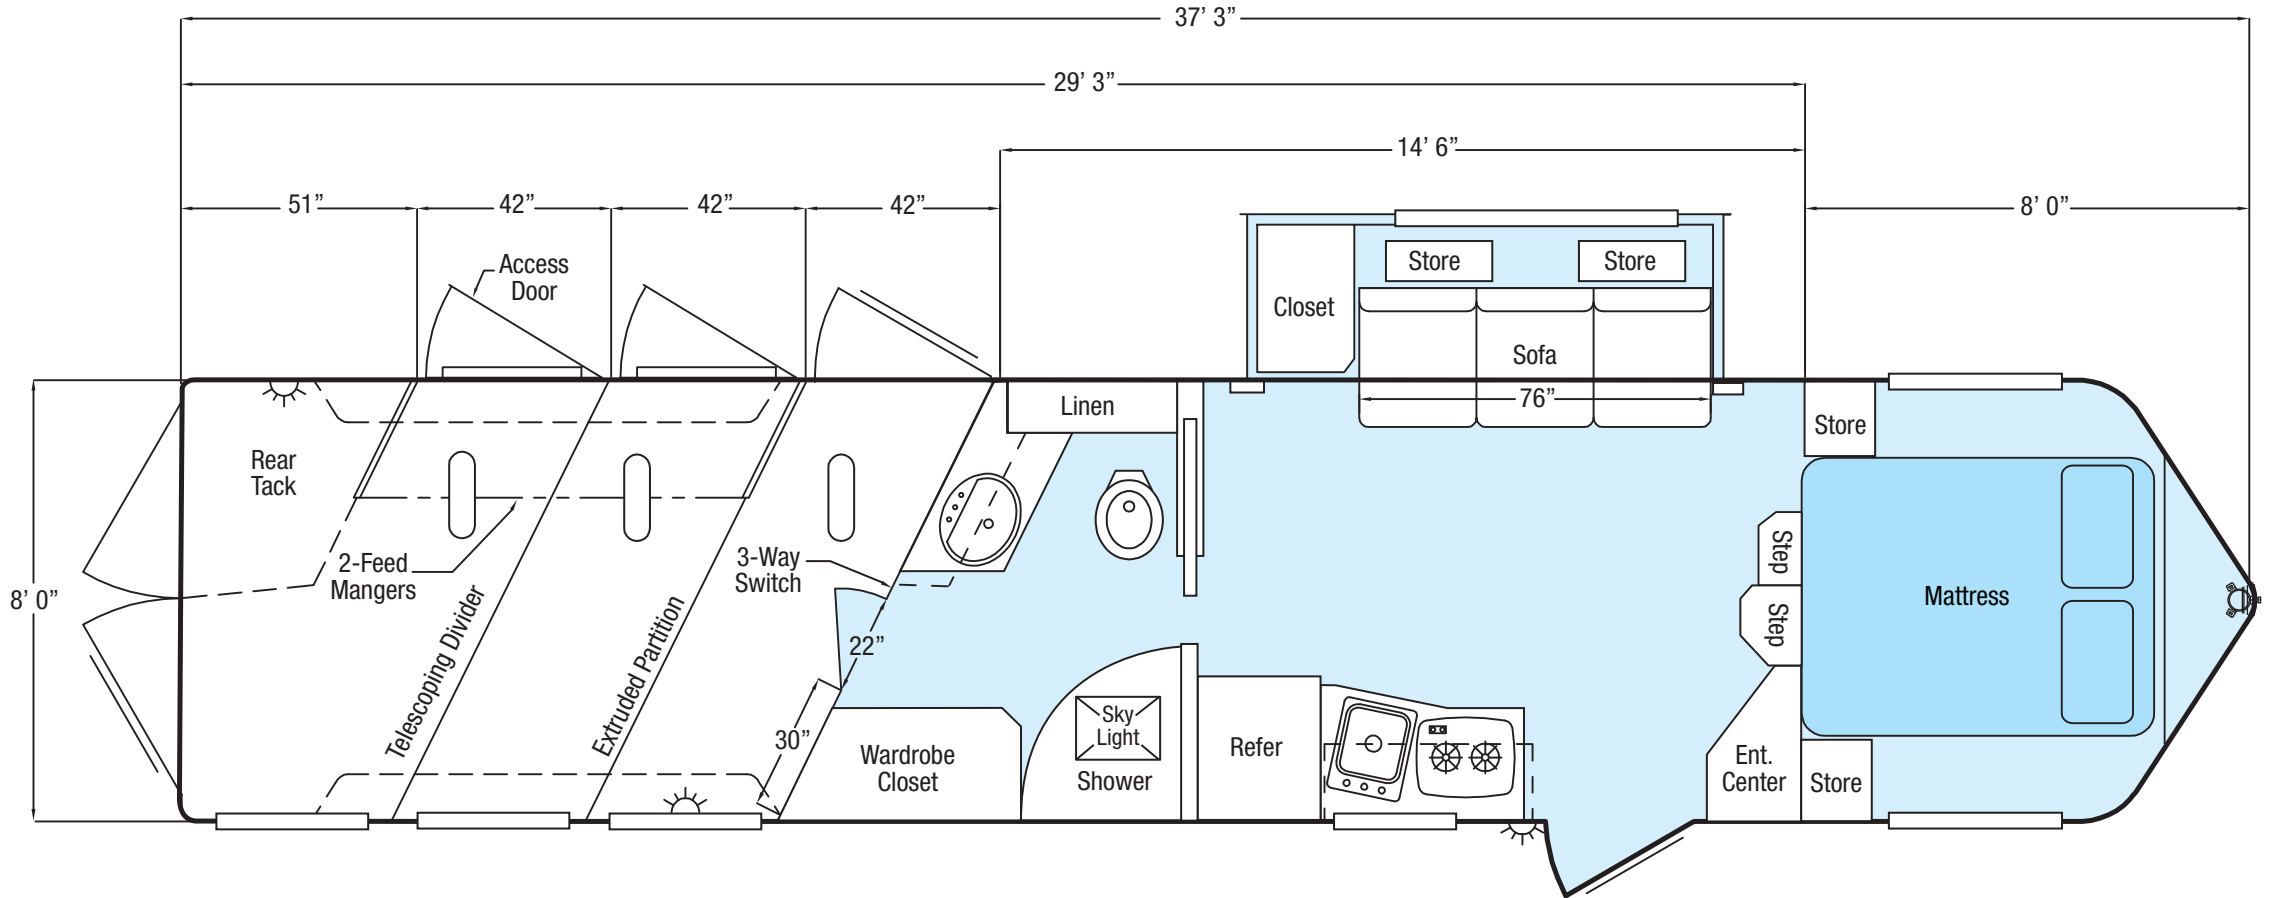 37’ 3”
29’ 3”
14’ 6”
51”
42”
42”
42”
8’ 0”
Access
Door
Store
Store
Closet
Sofa
76”
Linen
Store
Rear
Tack
2-Feed
Mangers
3-Way
Switch
8’ 0”
Step
Step
Mattress
Telescoping Divider
Extruded Partition
22”
30”
Wardrobe
Closet
Sky
Light
Shower
Refer
Ent.
Center
Store